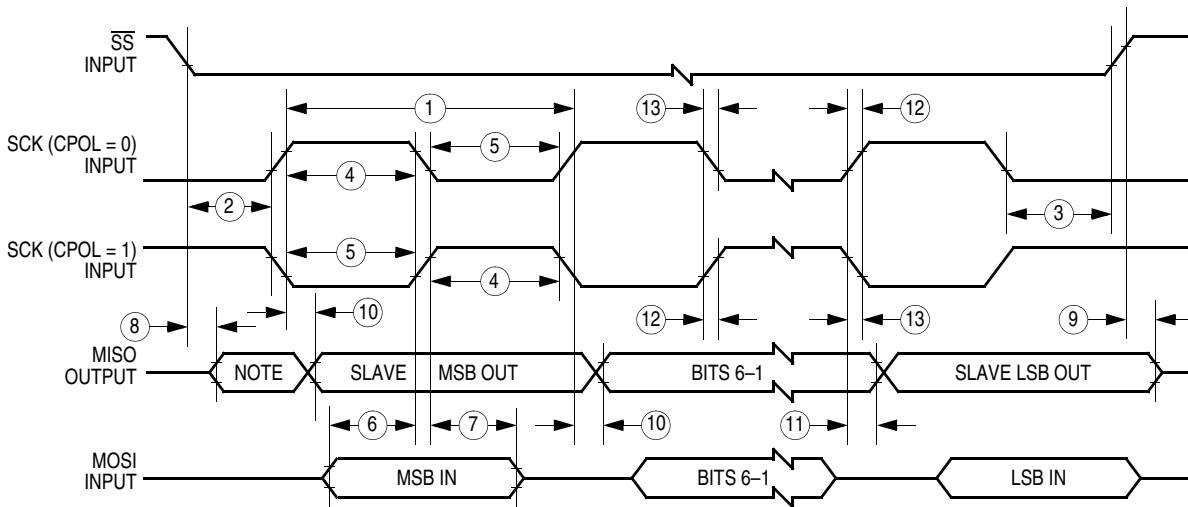 SS
INPUT
1
13
12
SCK (CPOL = 0)
INPUT
5
4
2
3
SCK (CPOL = 1)
INPUT
5
4
10
8
12
13
9
MISO
OUTPUT
NOTE
SLAVE MSB OUT
BITS 6–1
SLAVE LSB OUT
6
7
10
11
MOSI
INPUT
MSB IN
BITS 6–1
LSB IN